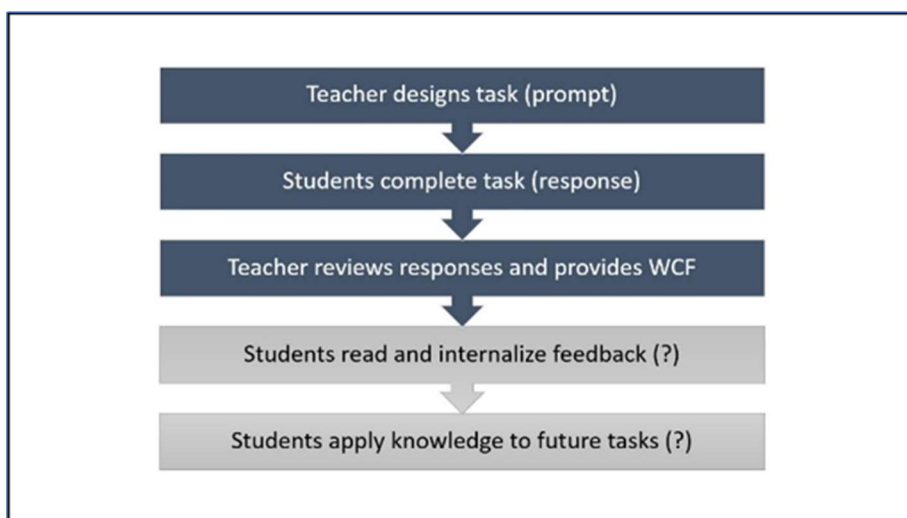 Teacher designs task (prompt)
Students complete task (response)
Teacher reviews responses and provides WCF
Students read and internalize feedback (?)
Students apply knowledge to future tasks (?)